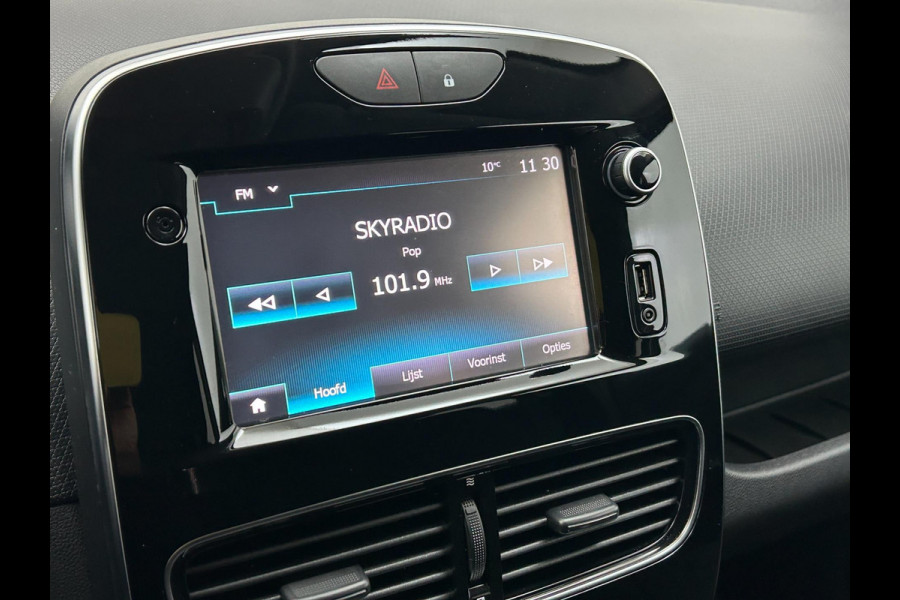 FM
10°C 11 30
SKYRADIO
Pop
101.9 MHz
Hoofd Lijst Voorinst Opties